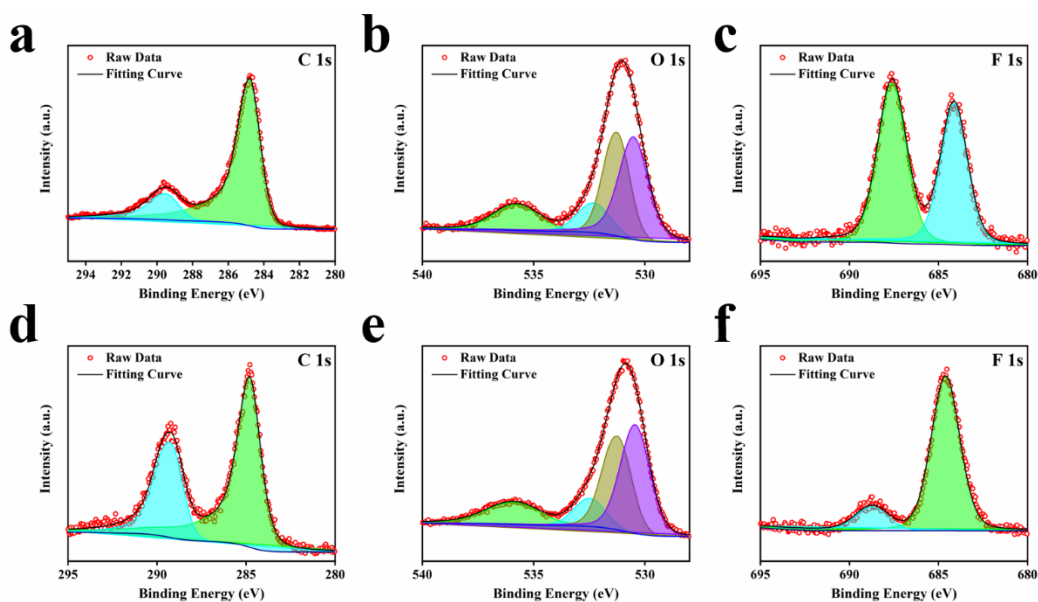 a
C 1s
Raw Data
Fitting Curve
Intensity (a.u.)
294 292 290 288 286 284 282 280
Binding Energy (eV)
b
O 1s
Raw Data
Fitting Curve
Intensity (a.u.)
540 535 530
Binding Energy (eV)
c
F 1s
Raw Data
Fitting Curve
Intensity (a.u.)
695 690 685 680
Binding Energy (eV)
d
C 1s
Raw Data
Fitting Curve
Intensity (a.u.)
295 290 285 280
Binding Energy (eV)
e
O 1s
Raw Data
Fitting Curve
Intensity (a.u.)
540 535 530
Binding Energy (eV)
f
F 1s
Raw Data
Fitting Curve
Intensity (a.u.)
695 690 685 680
Binding Energy (eV)